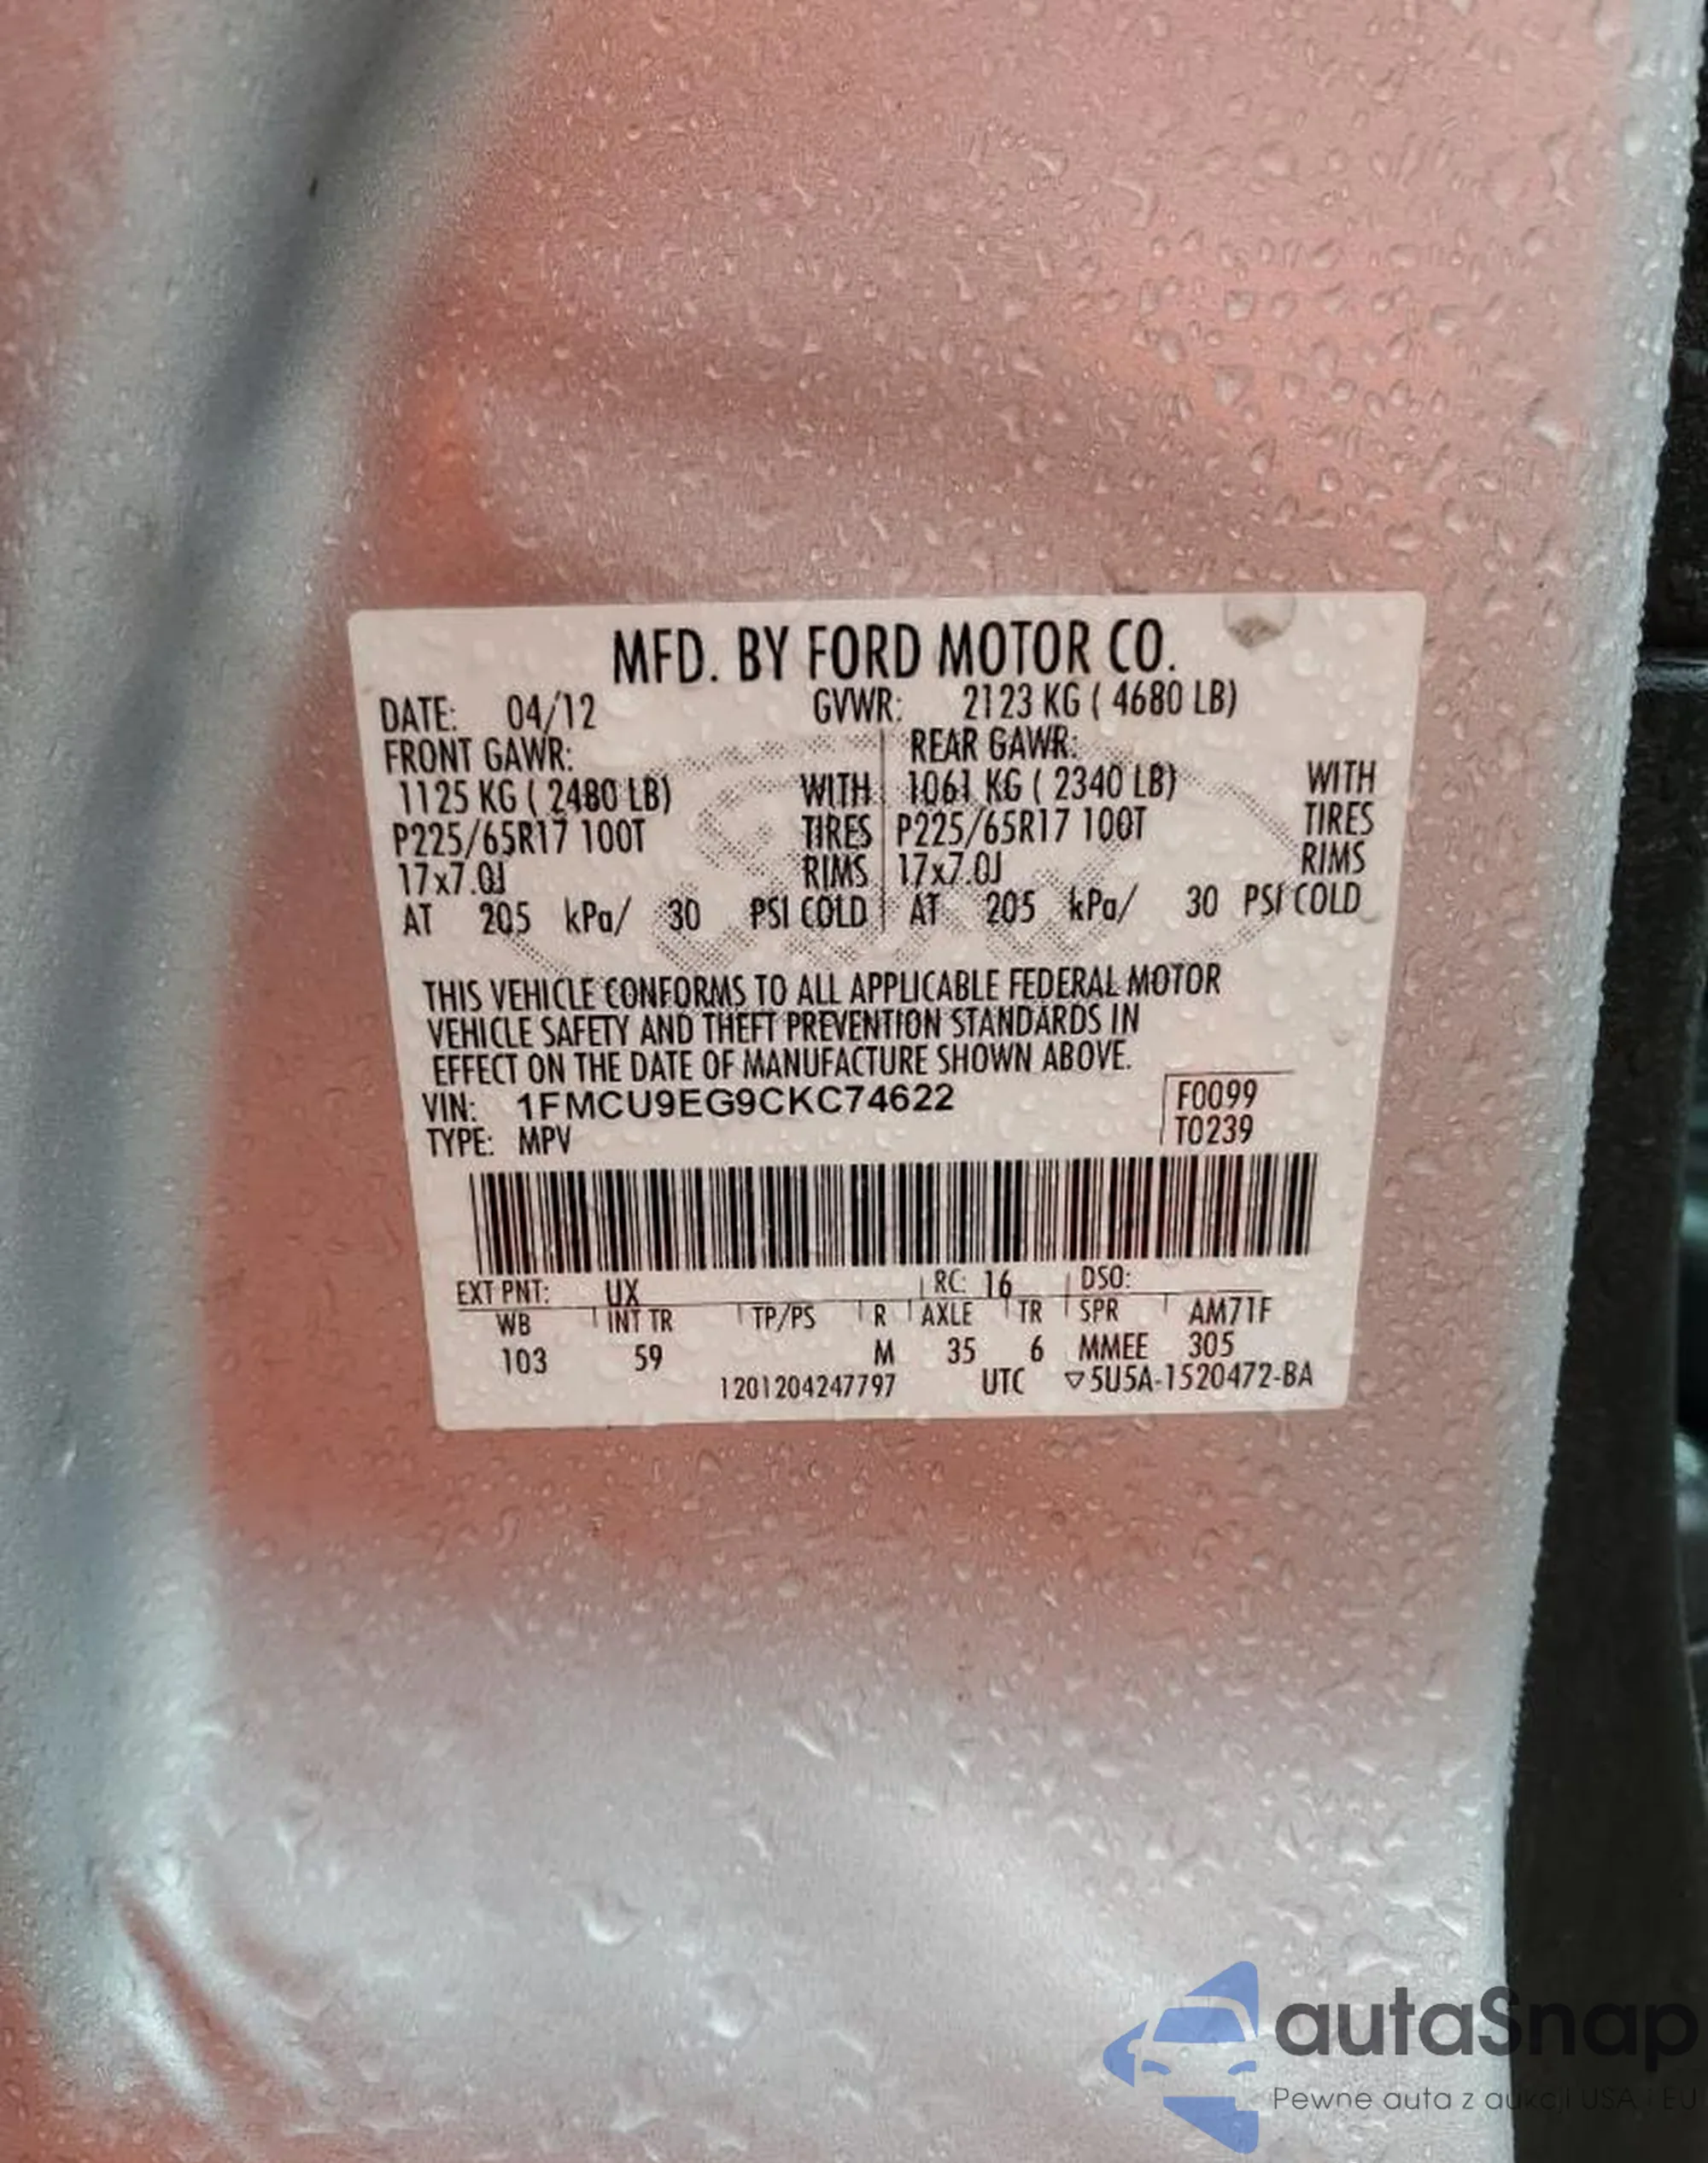 MFD. BY FORD MOTOR CO.
DATE: 04/12 GVWR: 2123 KG ( 4680 LB)
FRONT GAWR: REAR GAWR:
1125 KG ( 2480 LB) WITH 1061 KG ( 2340 LB) WITH
P225/65R17 100T TIRES P225/65R17 100T TIRES
17x7.0J RIMS 17x7.0J RIMS
AT 205 kPa/ 30 PSI COLD AT 205 kPa/ 30 PSI COLD
THIS VEHICLE CONFORMS TO ALL APPLICABLE FEDERAL MOTOR
VEHICLE SAFETY AND THEFT PREVENTION STANDARDS IN
EFFECT ON THE DATE OF MANUFACTURE SHOWN ABOVE.
VIN: 1FMCU9EG9CKC74622 F0099
TYPE: MPV T0239
EXT PNT: UX RC: 16 DSO:
WB INT TR TP/PS R AXLE TR SPR AM71F
103 59 M 35 6 MMEE 305
1201204247797 UTC ▽5U5A-1520472-BA
autaSnap
Pewne auta z aukcji USA i EU